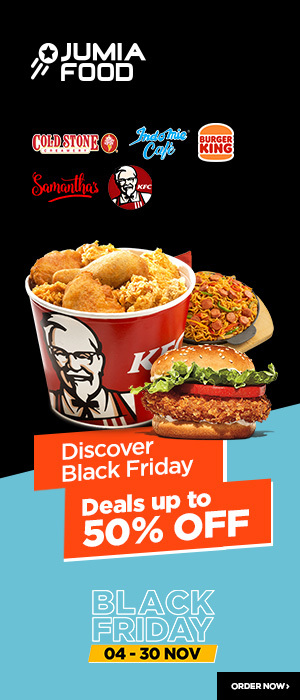 JUMIA
FOOD
COLD STONE
CREAMERY
Indomie
Café
BURGER
KING
Samantha's
KFC
KFC
Discover
Black Friday
Deals up to
50% OFF
BLACK
FRIDAY
04 - 30 NOV
ORDER NOW ›